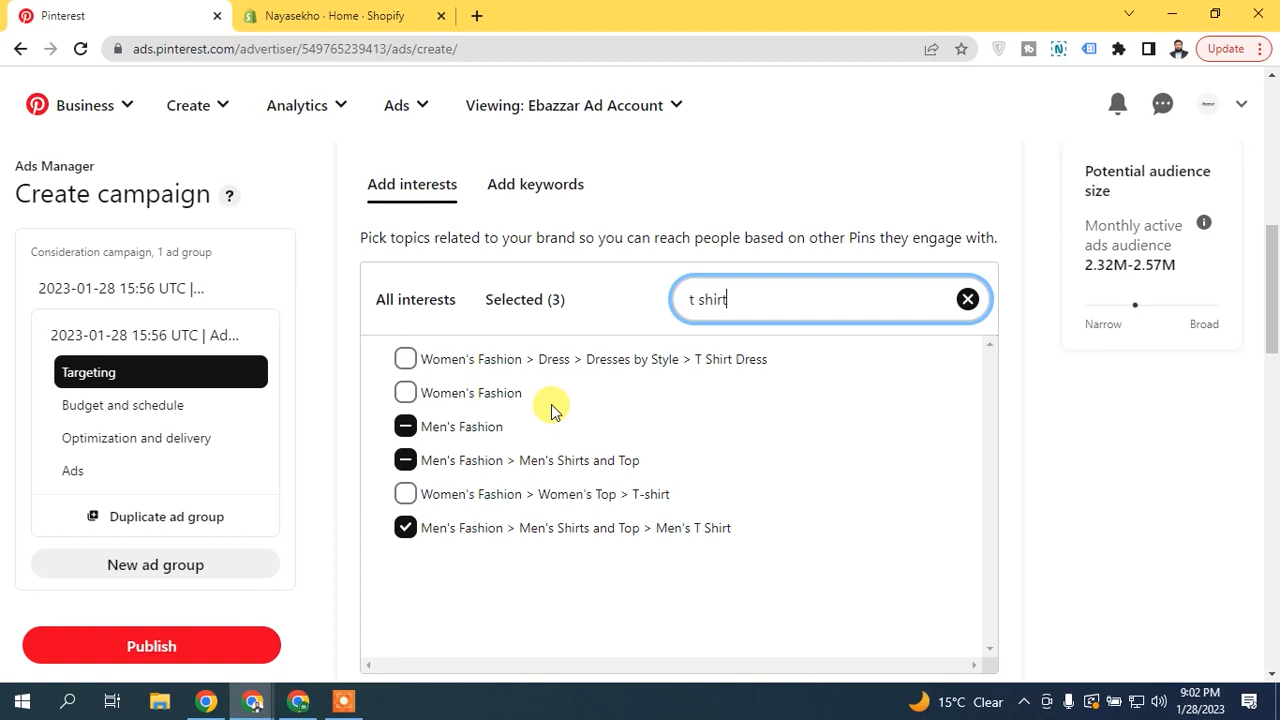 Pinterest
Nayasekho - Home · Shopify
ads.pinterest.com/advertiser/549765239413/ads/create/
Update
Business
Create
Analytics
Ads
Viewing: Ebazzar Ad Account
Ads Manager
Create campaign
?
Consideration campaign, 1 ad group
2023-01-28 15:56 UTC |...
2023-01-28 15:56 UTC | Ad...
Targeting
Budget and schedule
Optimization and delivery
Ads
Duplicate ad group
New ad group
Publish
Add interests
Add keywords
Pick topics related to your brand so you can reach people based on other Pins they engage with.
All interests
Selected (3)
t shirt
Women's Fashion > Dress > Dresses by Style > T Shirt Dress
Women's Fashion
Men's Fashion
Men's Fashion > Men's Shirts and Top
Women's Fashion > Women's Top > T-shirt
Men's Fashion > Men's Shirts and Top > Men's T Shirt
Potential audience
size
Monthly active
ads audience
2.32M-2.57M
Narrow
Broad
15°C Clear
9:02 PM
1/28/2023